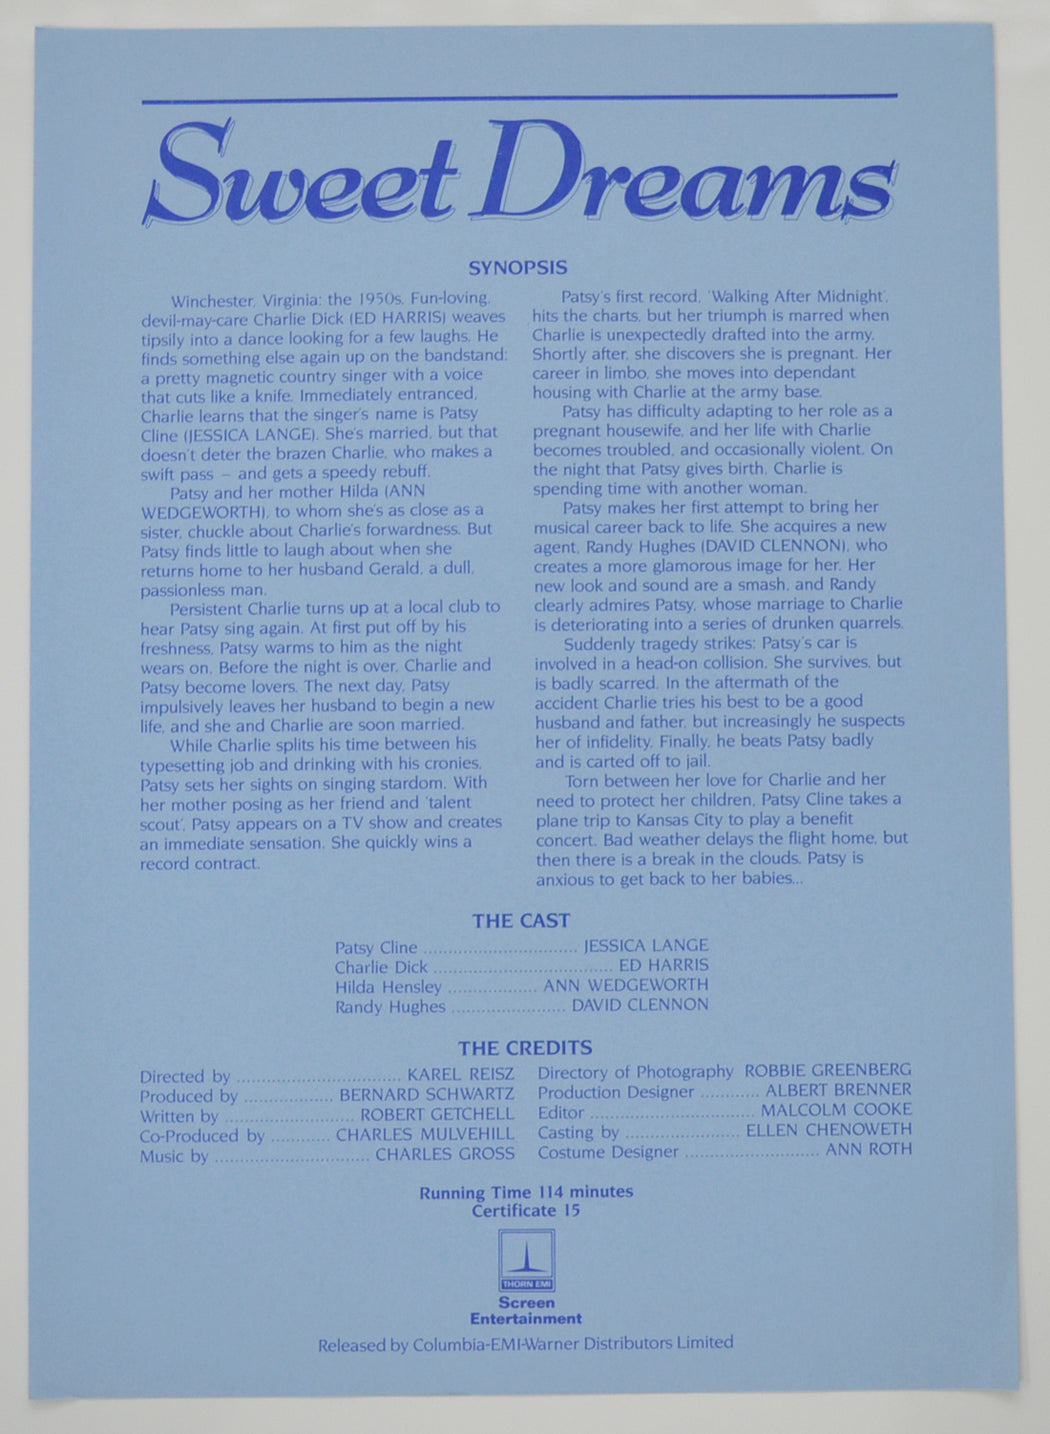 Sweet Dreams
SYNOPSIS
Winchester, Virginia: the 1950s. Fun-loving,
devil-may-care Charlie Dick (ED HARRIS) weaves
tipsily into a dance looking for a few laughs. He
finds something else again up on the bandstand:
a pretty magnetic country singer with a voice
that cuts like a knife. Immediately entranced,
Charlie learns that the singer's name is Patsy
Cline (JESSICA LANGE). She's married, but that
doesn't deter the brazen Charlie, who makes a
swift pass – and gets a speedy rebuff.
Patsy and her mother Hilda (ANN
WEDGEWORTH), to whom she's as close as a
sister, chuckle about Charlie's forwardness. But
Patsy finds little to laugh about when she
returns home to her husband Gerald, a dull,
passionless man.
Persistent Charlie turns up at a local club to
hear Patsy sing again. At first put off by his
freshness, Patsy warms to him as the night
wears on. Before the night is over, Charlie and
Patsy become lovers. The next day, Patsy
impulsively leaves her husband to begin a new
life, and she and Charlie are soon married.
While Charlie splits his time between his
typesetting job and drinking with his cronies,
Patsy sets her sights on singing stardom. With
her mother posing as her friend and 'talent
scout', Patsy appears on a TV show and creates
an immediate sensation. She quickly wins a
record contract.
Patsy's first record, 'Walking After Midnight',
hits the charts, but her triumph is marred when
Charlie is unexpectedly drafted into the army.
Shortly after, she discovers she is pregnant. Her
career in limbo, she moves into dependant
housing with Charlie at the army base.
Patsy has difficulty adapting to her role as a
pregnant housewife, and her life with Charlie
becomes troubled, and occasionally violent. On
the night that Patsy gives birth, Charlie is
spending time with another woman.
Patsy makes her first attempt to bring her
musical career back to life. She acquires a new
agent, Randy Hughes (DAVID CLENNON), who
creates a more glamorous image for her. Her
new look and sound are a smash, and Randy
clearly admires Patsy, whose marriage to Charlie
is deteriorating into a series of drunken quarrels.
Suddenly tragedy strikes: Patsy's car is
involved in a head-on collision. She survives, but
is badly scarred. In the aftermath of the
accident Charlie tries his best to be a good
husband and father, but increasingly he suspects
her of infidelity. Finally, he beats Patsy badly
and is carted off to jail.
Torn between her love for Charlie and her
need to protect her children, Patsy Cline takes a
plane trip to Kansas City to play a benefit
concert. Bad weather delays the flight home, but
then there is a break in the clouds. Patsy is
anxious to get back to her babies...
THE CAST
Patsy Cline ............................... JESSICA LANGE
Charlie Dick .................................... ED HARRIS
Hilda Hensley .................. ANN WEDGEWORTH
Randy Hughes ....................... DAVID CLENNON
THE CREDITS
Directed by ................................. KAREL REISZ
Produced by .................. BERNARD SCHWARTZ
Written by .......................... ROBERT GETCHELL
Co-Produced by ............ CHARLES MULVEHILL
Music by ............................... CHARLES GROSS
Directory of Photography ROBBIE GREENBERG
Production Designer ............ ALBERT BRENNER
Editor ................................. MALCOLM COOKE
Casting by ....................... ELLEN CHENOWETH
Costume Designer ........................... ANN ROTH
Running Time 114 minutes
Certificate 15
THORN EMI
Screen
Entertainment
Released by Columbia-EMI-Warner Distributors Limited